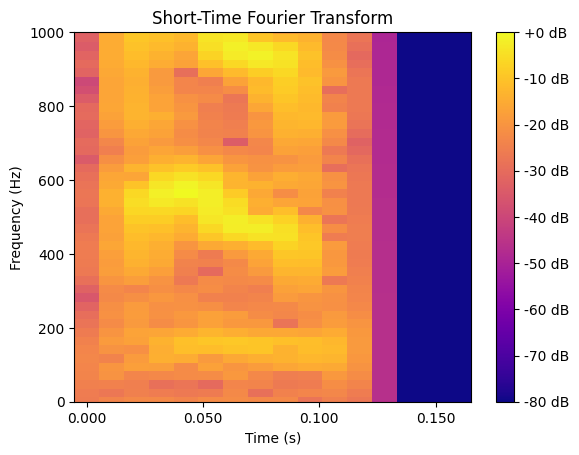 Short-Time Fourier Transform
1000
800
600
400
200
0
Frequency (Hz)
0.000
0.050
0.100
0.150
Time (s)
+0 dB
-10 dB
-20 dB
-30 dB
-40 dB
-50 dB
-60 dB
-70 dB
-80 dB